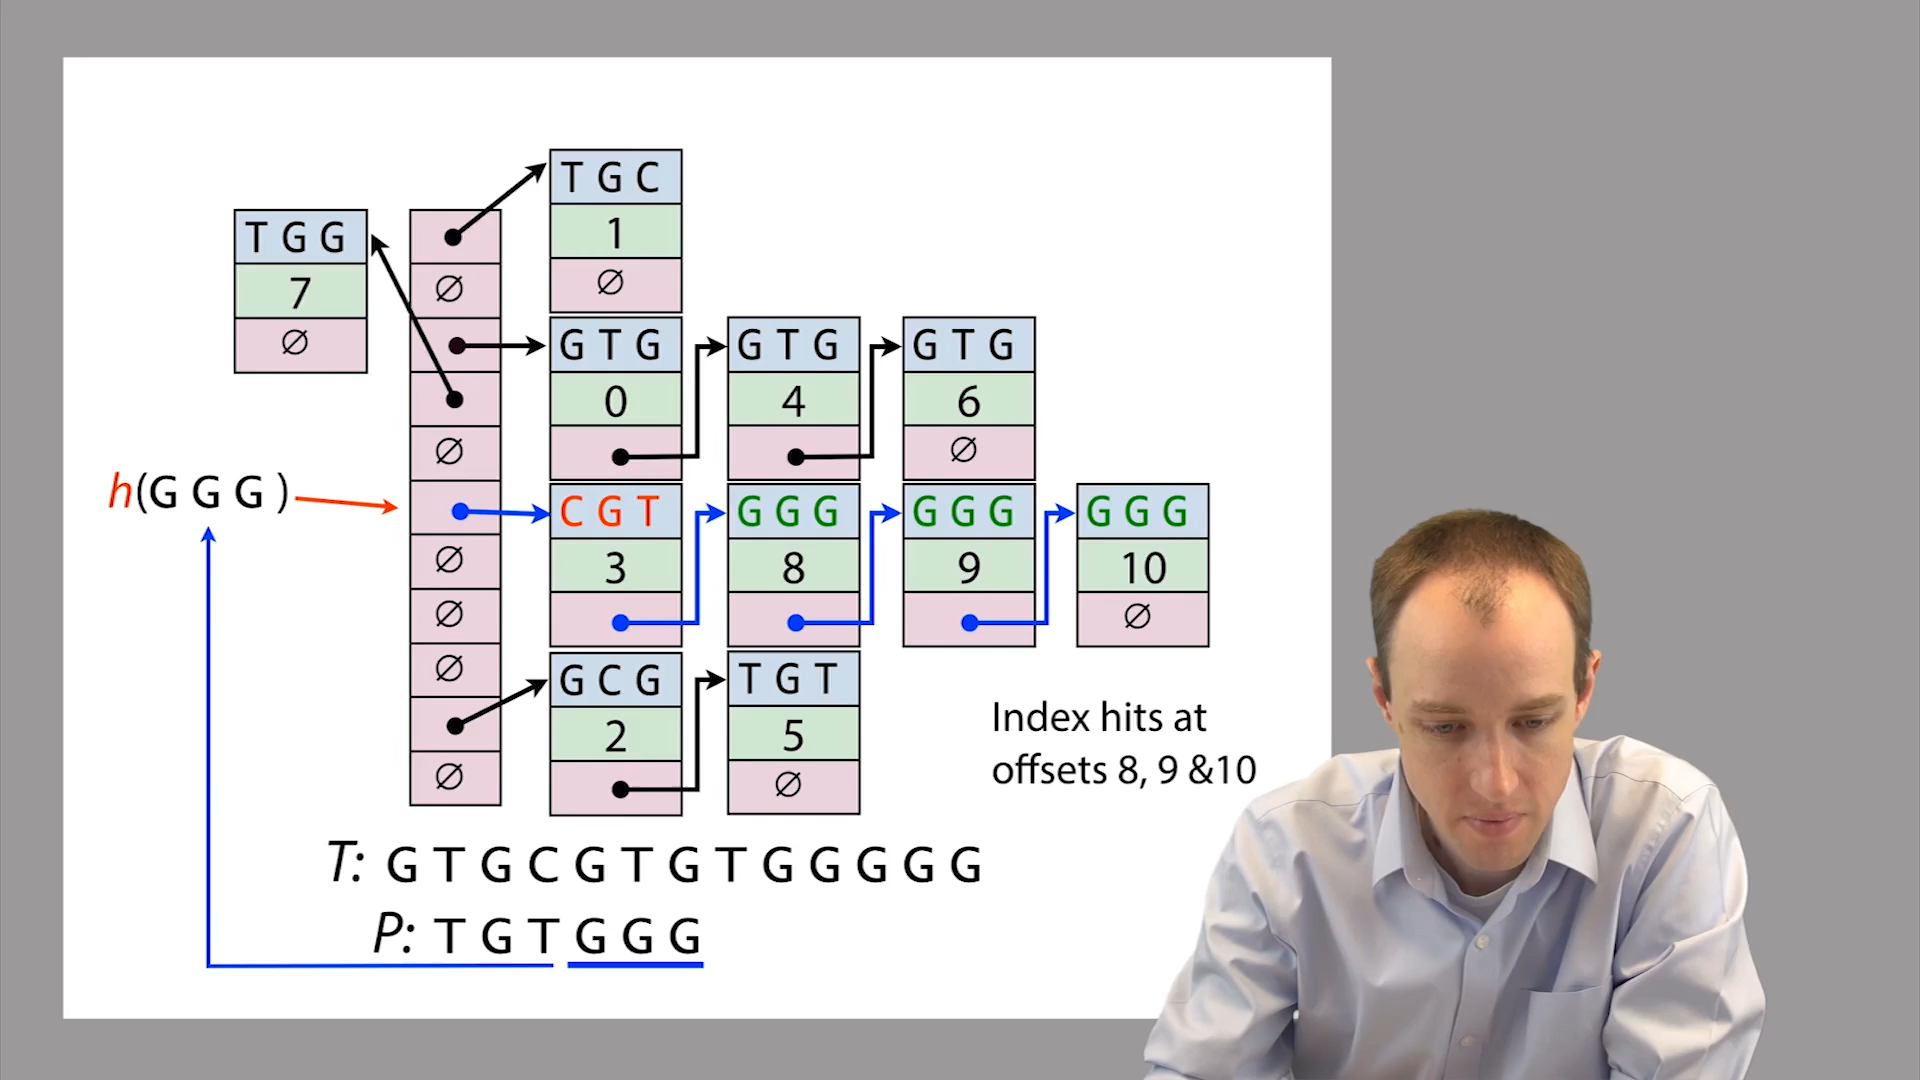 T G C
1
∅
T G G
7
∅
∅
G T G
0
G T G
4
G T G
6
∅
∅
h(G G G )
C G T
3
G G G
8
G G G
9
G G G
10
∅
∅
∅
∅
G C G
2
T G T
5
∅
∅
Index hits at
offsets 8, 9 &10
T: G T G C G T G T G G G G G
P: T G T G G G